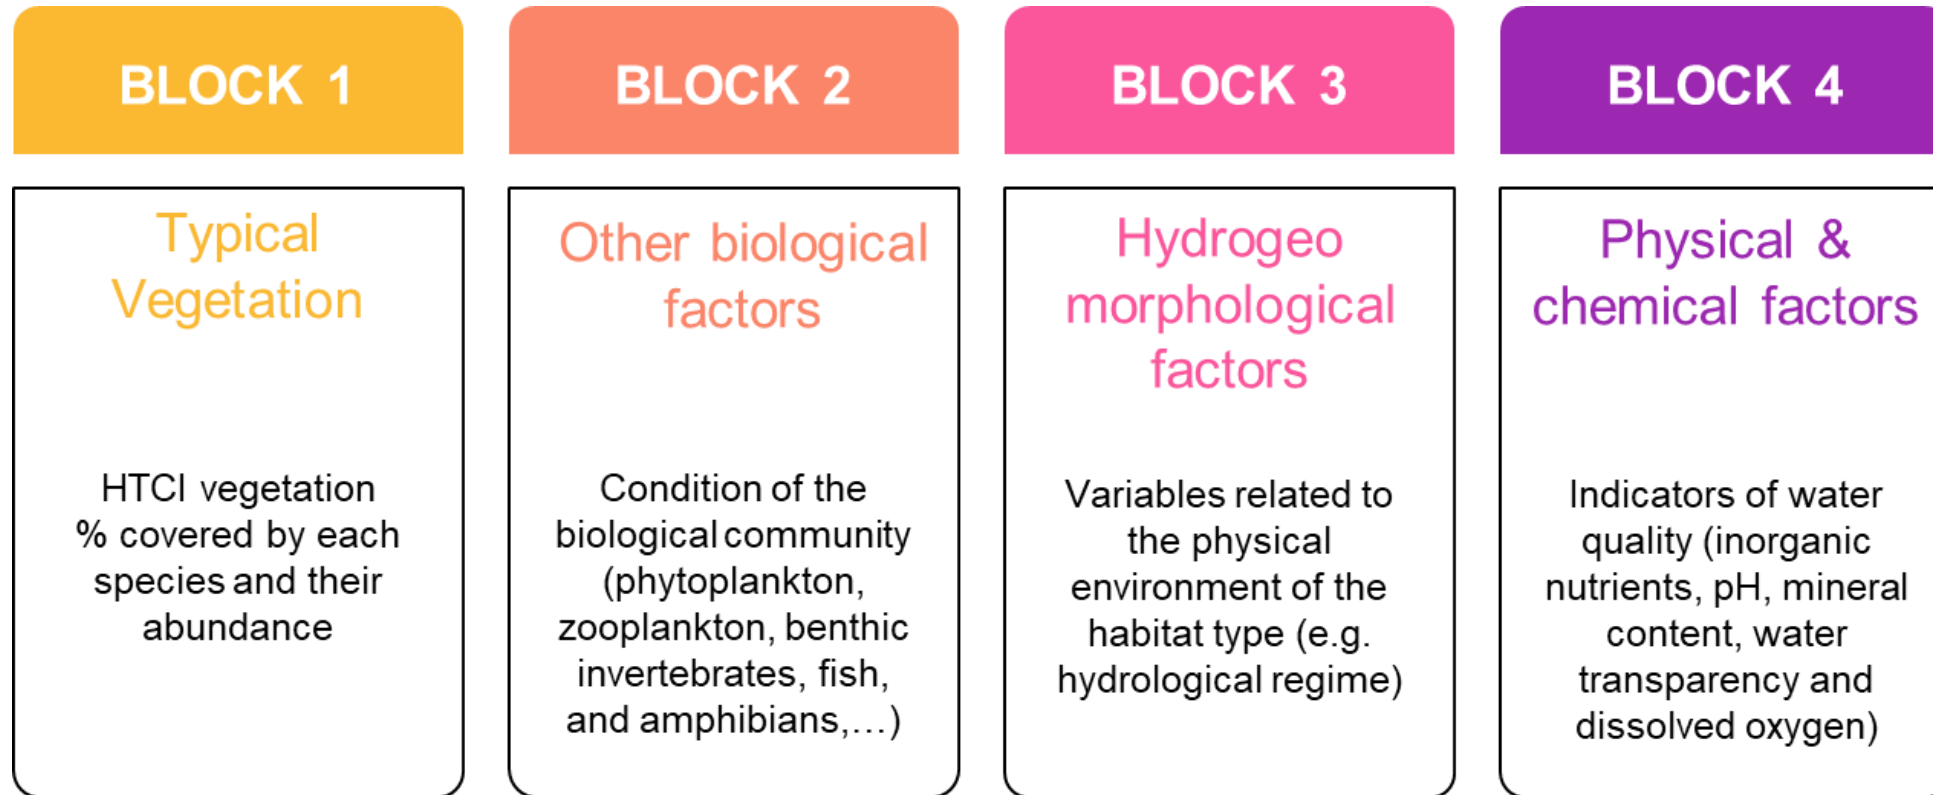 BLOCK 1
Typical
Vegetation
HTCI vegetation
% covered by each
species and their
abundance
BLOCK 2
Other biological
factors
Condition of the
biological community
(phytoplankton,
zooplankton, benthic
invertebrates, fish,
and amphibians,...)
BLOCK 3
Hydrogeo
morphological
factors
Variables related to
the physical
environment of the
habitat type (e.g.
hydrological regime)
BLOCK 4
Physical &
chemical factors
Indicators of water
quality (inorganic
nutrients, pH, mineral
content, water
transparency and
dissolved oxygen)